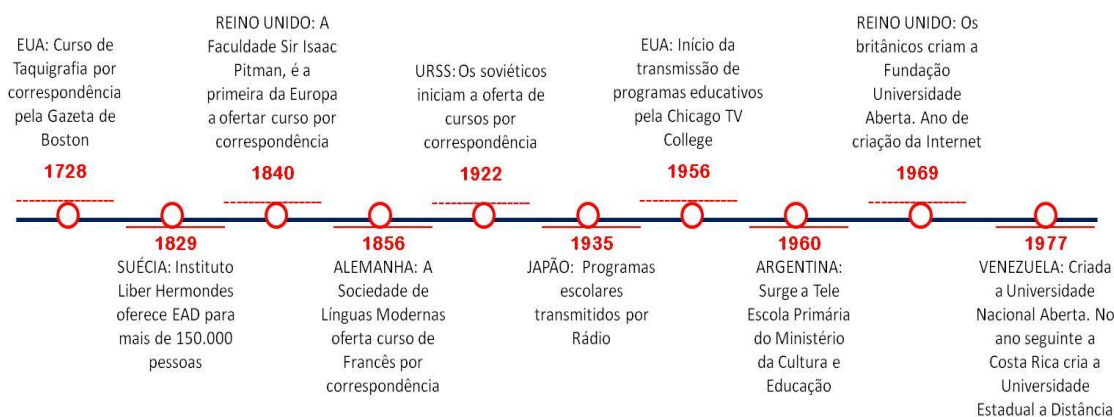 EUA: Curso de
Taquigrafia por
correspondência
pela Gazeta de
Boston
1728
SUÉCIA: Instituto
Liber Hermondes
oferece EAD para
mais de 150.000
pessoas
1829
REINO UNIDO: A
Faculdade Sir Isaac
Pitman, é a
primeira da Europa
a ofertar curso por
correspondência
1840
1856
ALEMANHA: A
Sociedade de
Línguas Modernas
oferta curso de
Francês por
correspondência
URSS: Os soviéticos
iniciam a oferta de
cursos por
correspondência
1922
1935
JAPÃO: Programas
escolares
transmitidos por
Rádio
EUA: Início da
transmissão de
programas educativos
pela Chicago TV
College
1956
1960
ARGENTINA:
Surge a Tele
Escola Primária
do Ministério
da Cultura e
Educação
REINO UNIDO: Os
britânicos criam a
Fundação
Universidade
Aberta. Ano de
criação da Internet
1969
1977
VENEZUELA: Criada
a Universidade
Nacional Aberta. No
ano seguinte a
Costa Rica cria a
Universidade
Estadual a Distância